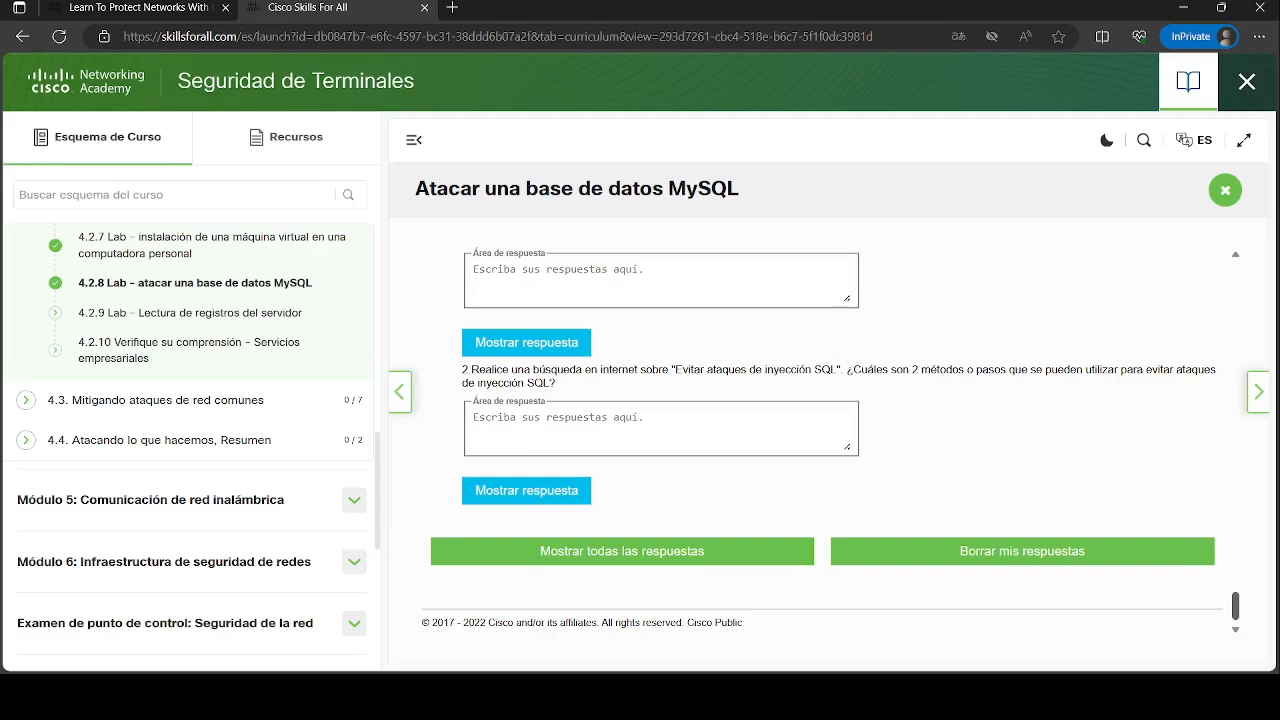 Learn To Protect Networks With
Cisco Skills For All
https://skillsforall.com/es/launch?id=db0847b7-e6fc-4597-bc31-38ddd6b07a2f&tab=curriculum&view=293d7261-cbc4-518e-b6c7-5f1f0dc3981d
InPrivate
Networking
CISCO Academy
Seguridad de Terminales
Esquema de Curso
Recursos
ES
Buscar esquema del curso
Atacar una base de datos MySQL
4.2.7 Lab - instalación de una máquina virtual en una
computadora personal
4.2.8 Lab - atacar una base de datos MySQL
4.2.9 Lab - Lectura de registros del servidor
4.2.10 Verifique su comprensión - Servicios
empresariales
4.3. Mitigando ataques de red comunes
0 / 7
4.4. Atacando lo que hacemos, Resumen
0 / 2
Módulo 5: Comunicación de red inalámbrica
Módulo 6: Infraestructura de seguridad de redes
Examen de punto de control: Seguridad de la red
Área de respuesta
Escriba sus respuestas aquí.
Mostrar respuesta
2.Realice una búsqueda en internet sobre "Evitar ataques de inyección SQL". ¿Cuáles son 2 métodos o pasos que se pueden utilizar para evitar ataques
de inyección SQL?
Área de respuesta
Escriba sus respuestas aquí.
Mostrar respuesta
Mostrar todas las respuestas
Borrar mis respuestas
© 2017 - 2022 Cisco and/or its affiliates. All rights reserved. Cisco Public